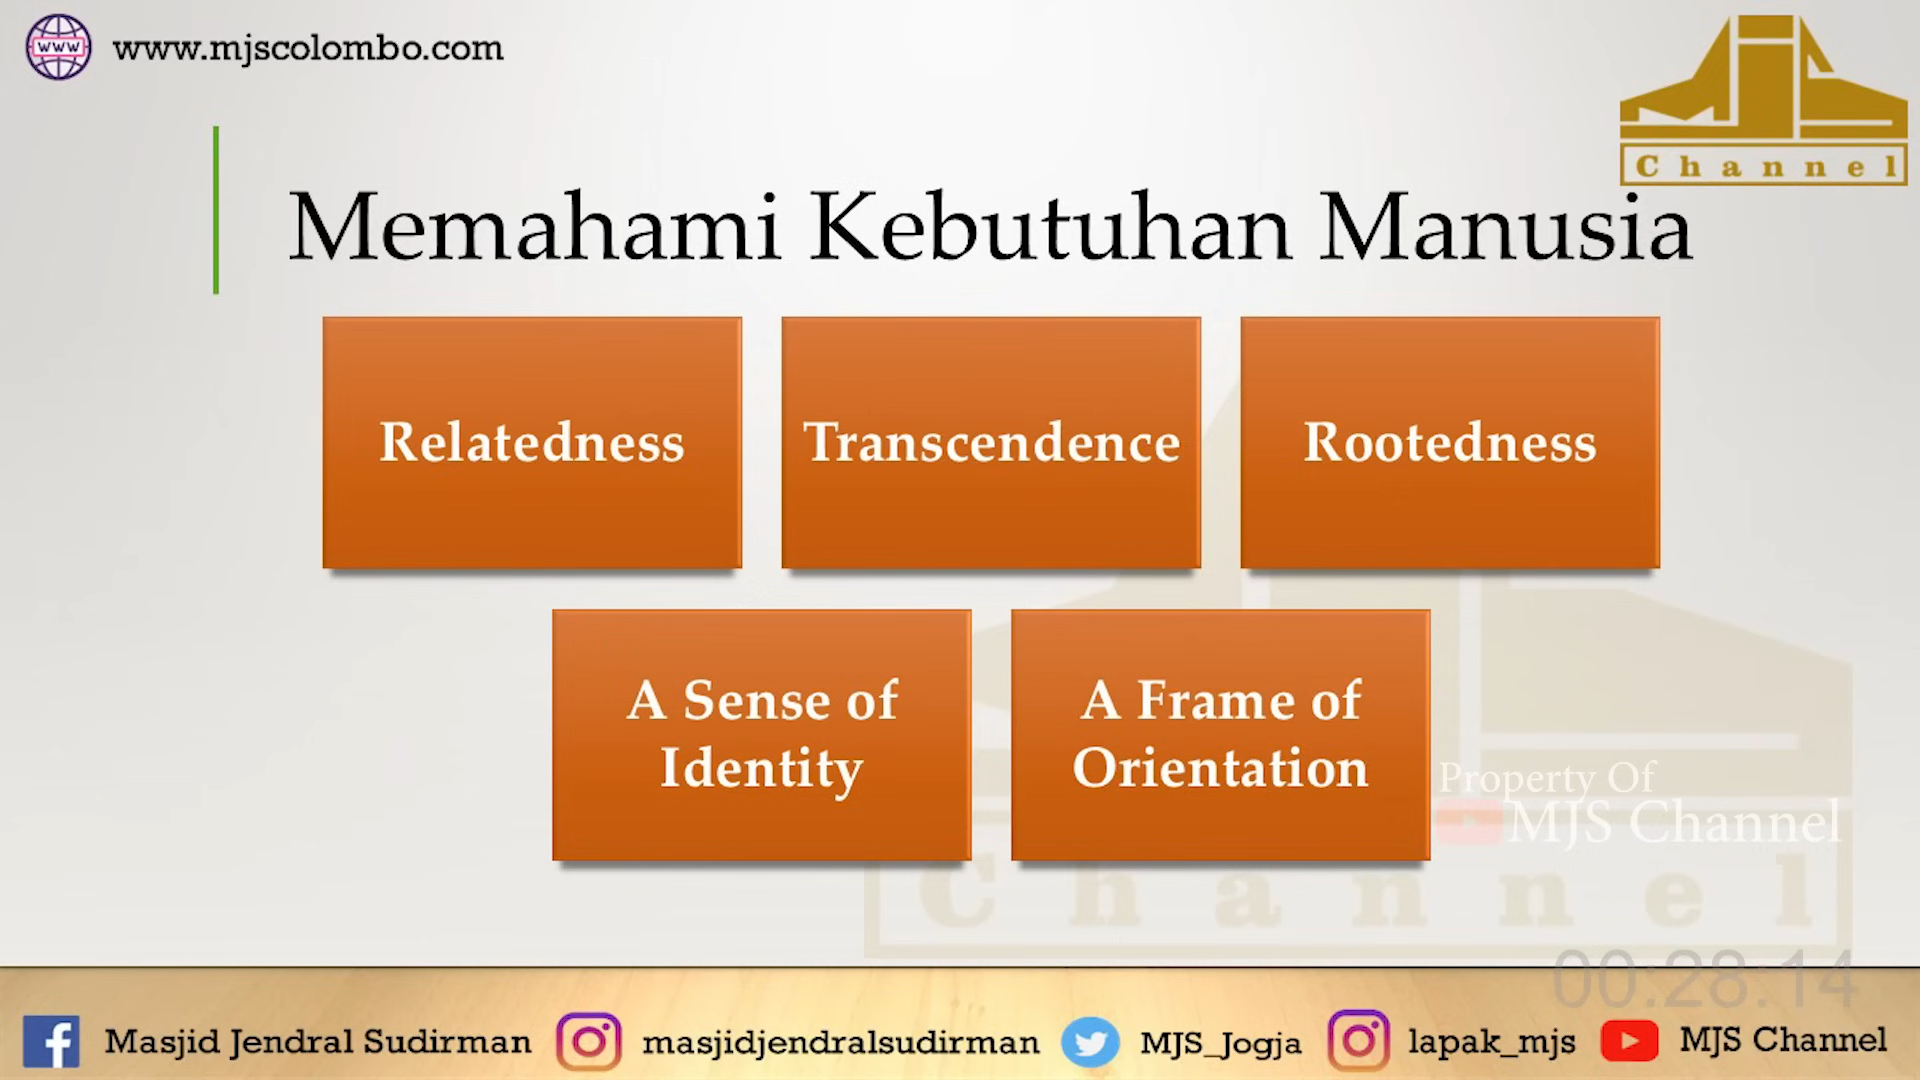 www
www.mjscolombo.com
Channel
Memahami Kebutuhan Manusia
Relatedness
Transcendence
Rootedness
A Sense of
Identity
A Frame of
Orientation
Property Of
MJS Channel
Channel
00:28:14
Masjid Jendral Sudirman
masjidjendralsudirman
MJS_Jogja
lapak_mjs
MJS Channel